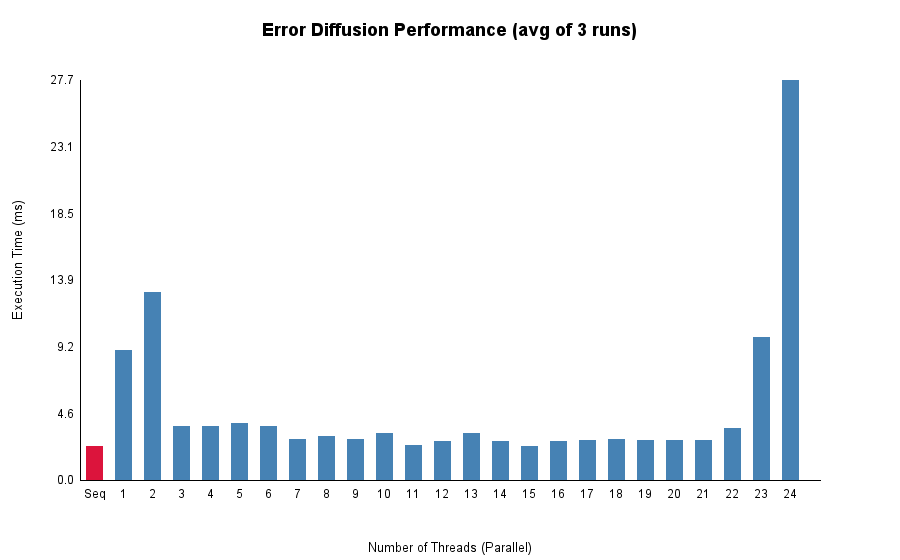 Error Diffusion Performance (avg of 3 runs)
27.7
23.1
18.5
13.9
9.2
4.6
0.0
Execution Time (ms)
Seq 1 2 3 4 5 6 7 8 9 10 11 12 13 14 15 16 17 18 19 20 21 22 23 24
Number of Threads (Parallel)